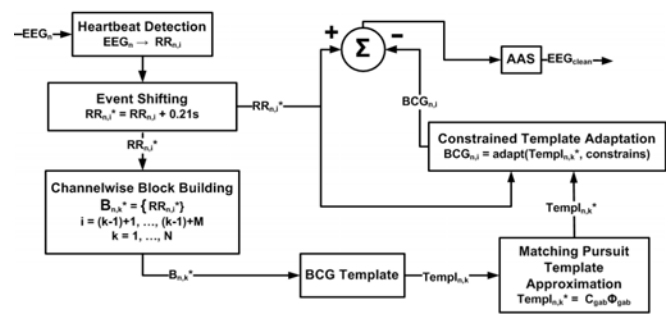 EEGn
Heartbeat Detection
EEGn → RRn,i
Event Shifting
RRn,i* = RRn,i + 0.21s
RRn,i*
RRn,i*
Channelwise Block Building
Bn,k* = { RRn,i*}
i = (k-1)+1, ..., (k-1)+M
k = 1, ..., N
Bn,k*
BCG Template
Templn,k
Matching Pursuit
Template
Approximation
Templn,k* = CgabΦgab
Templn,k*
Constrained Template Adaptation
BCGn,i = adapt(Templn,k*, constrains)
BCGn,i
+
Σ
−
AAS
EEGclean